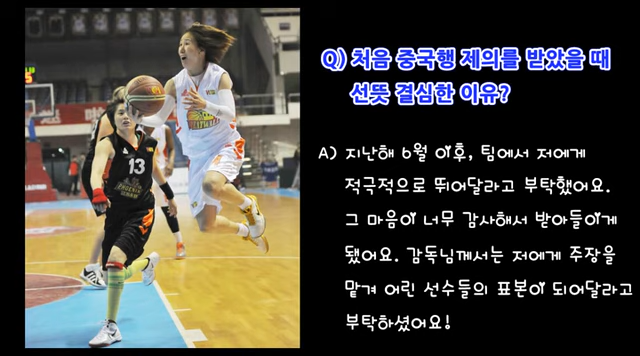 Q) 처음 중국행 제의를 받았을 때
선뜻 결심한 이유?
A) 지난해 6월 이후, 팀에서 저에게
적극적으로 뛰어달라고 부탁했어요.
그 마음이 너무 감사해서 받아들이게
됐어요. 감독님께서는 저에게 주장을
맡겨 어린 선수들의 표본이 되어달라고
부탁하셨어요!
13